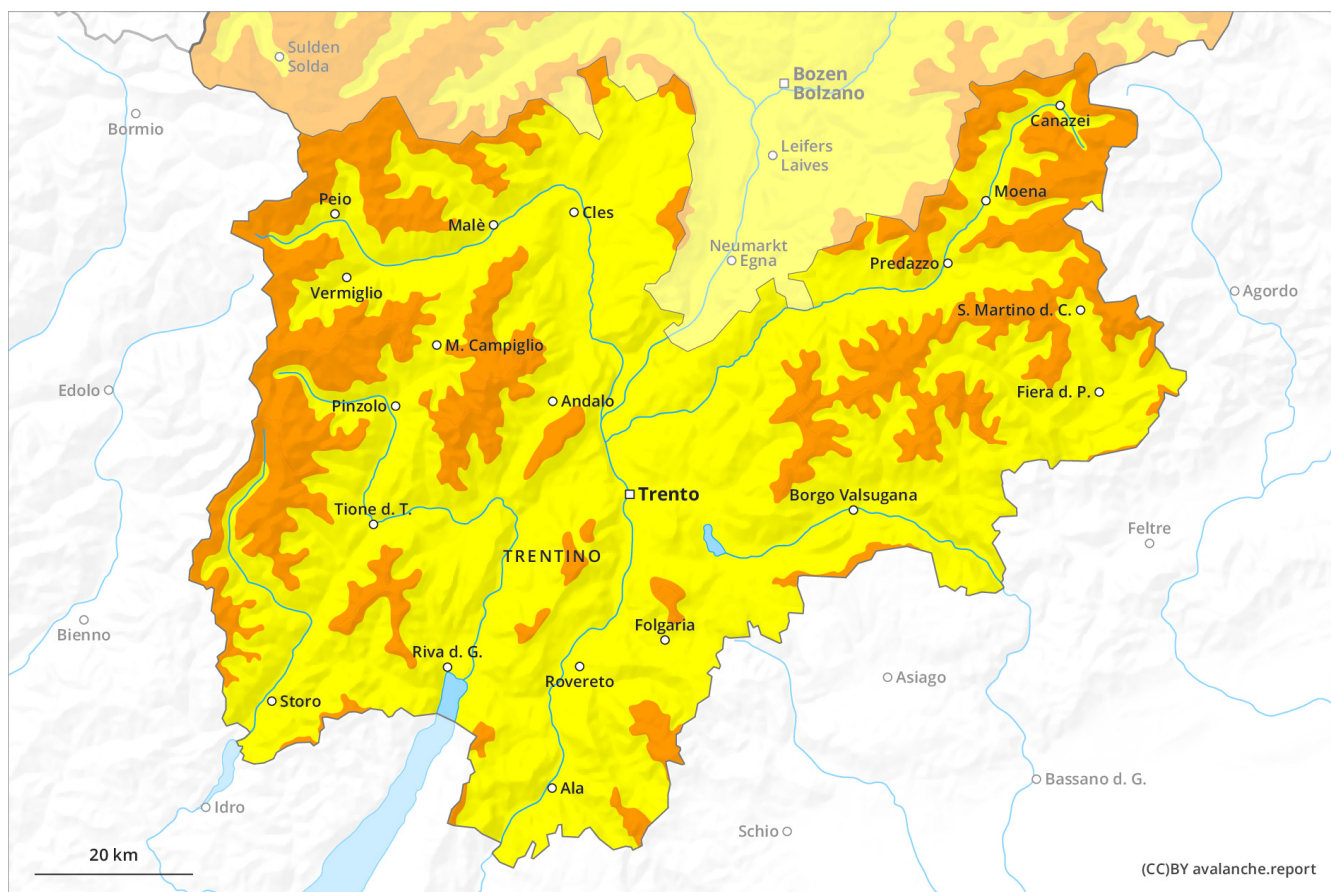 Sulden
Solda
Bozen
Bolzano
Canazei
Bormio
Leifers
Laives
Moena
Peio
Malè
Cles
Neumarkt
Egna
Predazzo
Vermiglio
Agordo
S. Martino d. C.
M. Campiglio
Edolo
Pinzolo
Andalo
Fiera d. P.
Trento
Borgo Valsugana
Tione d. T.
Feltre
TRENTINO
Bienno
Folgaria
Riva d. G.
Rovereto
Asiago
Storo
Bassano d. G.
Ala
Idro
Schio
20 km
(CC)BY avalanche.report